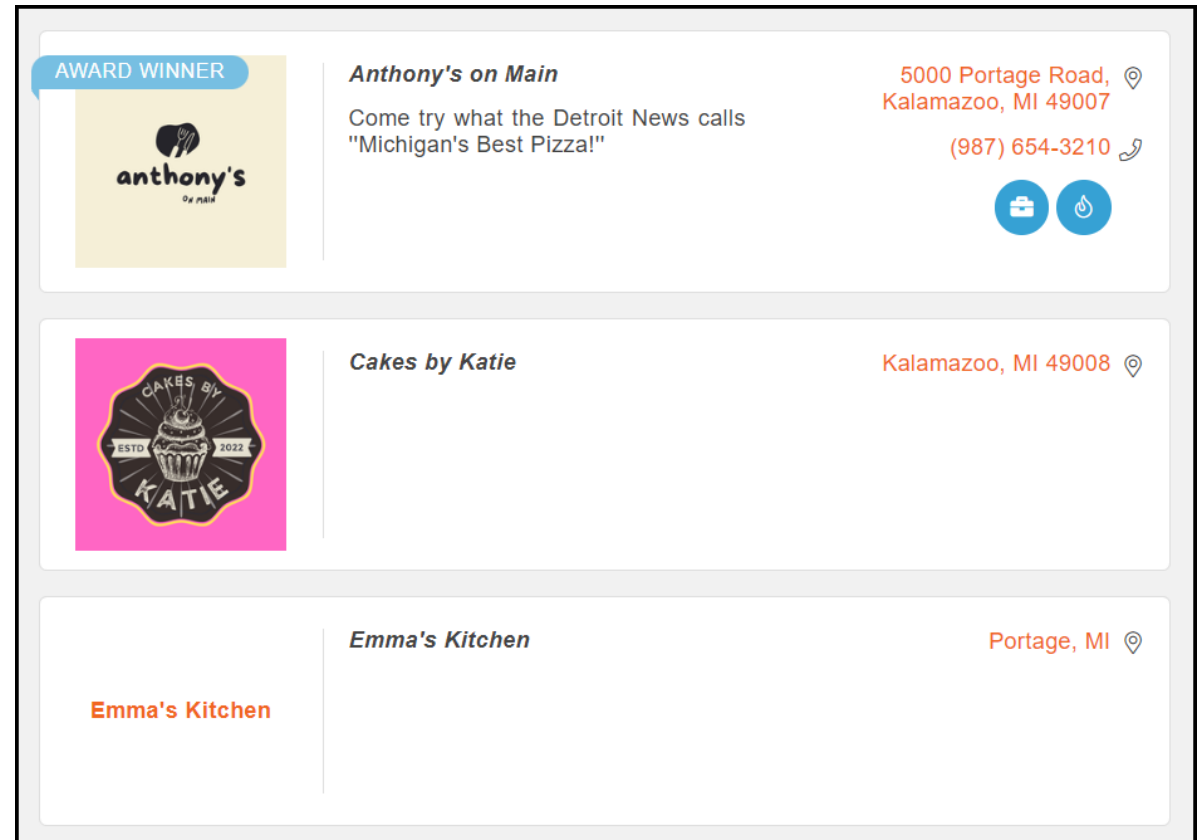 AWARD WINNER
anthony's
ON MAIN
Anthony's on Main
Come try what the Detroit News calls
"Michigan's Best Pizza!"
5000 Portage Road,
Kalamazoo, MI 49007
(987) 654-3210
CAKES BY
ESTD 2022
KATIE
Cakes by Katie
Kalamazoo, MI 49008
Emma's Kitchen
Emma's Kitchen
Portage, MI